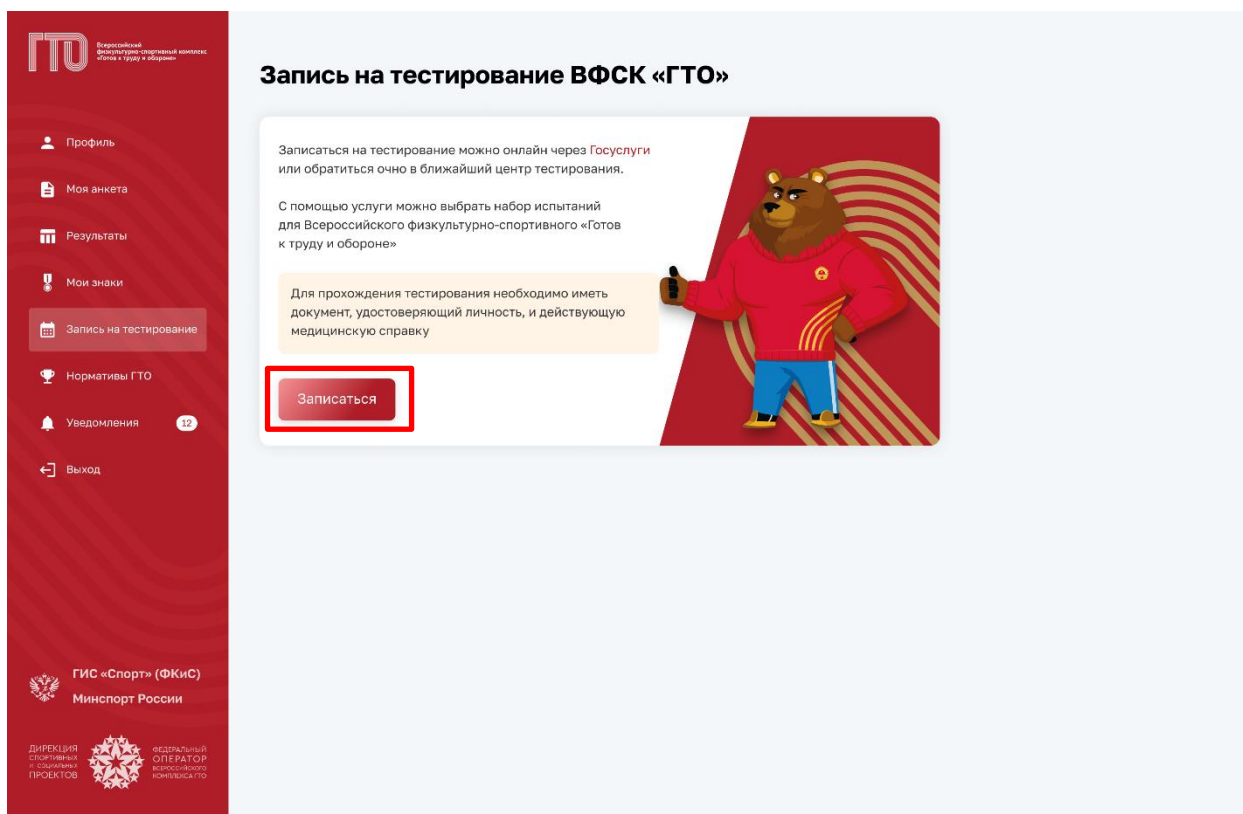 ГТО
Всероссийский
физкультурно-спортивный комплекс
«Готов к труду и обороне»
Профиль
Моя анкета
Результаты
Мои знаки
Запись на тестирование
Нормативы ГТО
Уведомления 12
Выход
ГИС «Спорт» (ФКиС)
Минспорт России
ДИРЕКЦИЯ
СПОРТИВНЫХ
И СОЦИАЛЬНЫХ
ПРОЕКТОВ
ФЕДЕРАЛЬНЫЙ
ОПЕРАТОР
ВСЕРОССИЙСКОГО
КОМПЛЕКСА ГТО
Запись на тестирование ВФСК «ГТО»
Записаться на тестирование можно онлайн через Госуслуги
или обратиться очно в ближайший центр тестирования.
С помощью услуги можно выбрать набор испытаний
для Всероссийского физкультурно-спортивного «Готов
к труду и обороне»
Для прохождения тестирования необходимо иметь
документ, удостоверяющий личность, и действующую
медицинскую справку
Записаться